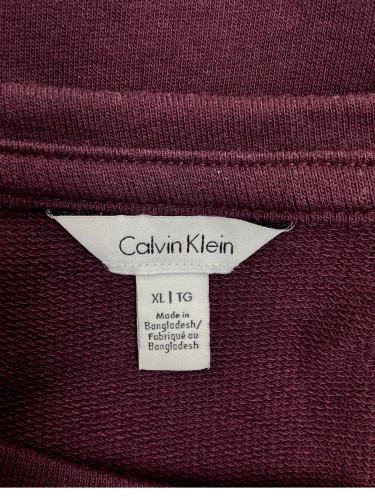 Calvin Klein
XL | TG
Made in
Bangladesh/
Fabriqué au
Bangladesh